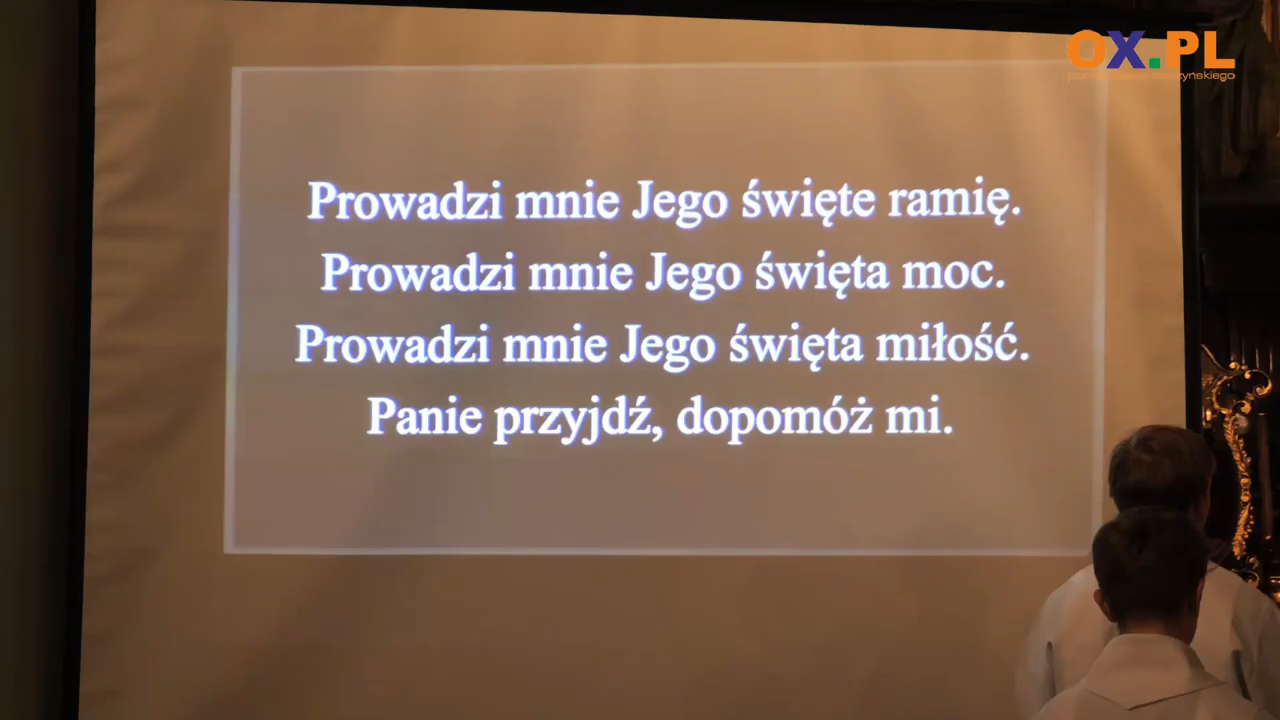 OX.PL
Prowadzi mnie Jego święte ramię.
Prowadzi mnie Jego święta moc.
Prowadzi mnie Jego święta miłość.
Panie przyjdź, dopomóż mi.